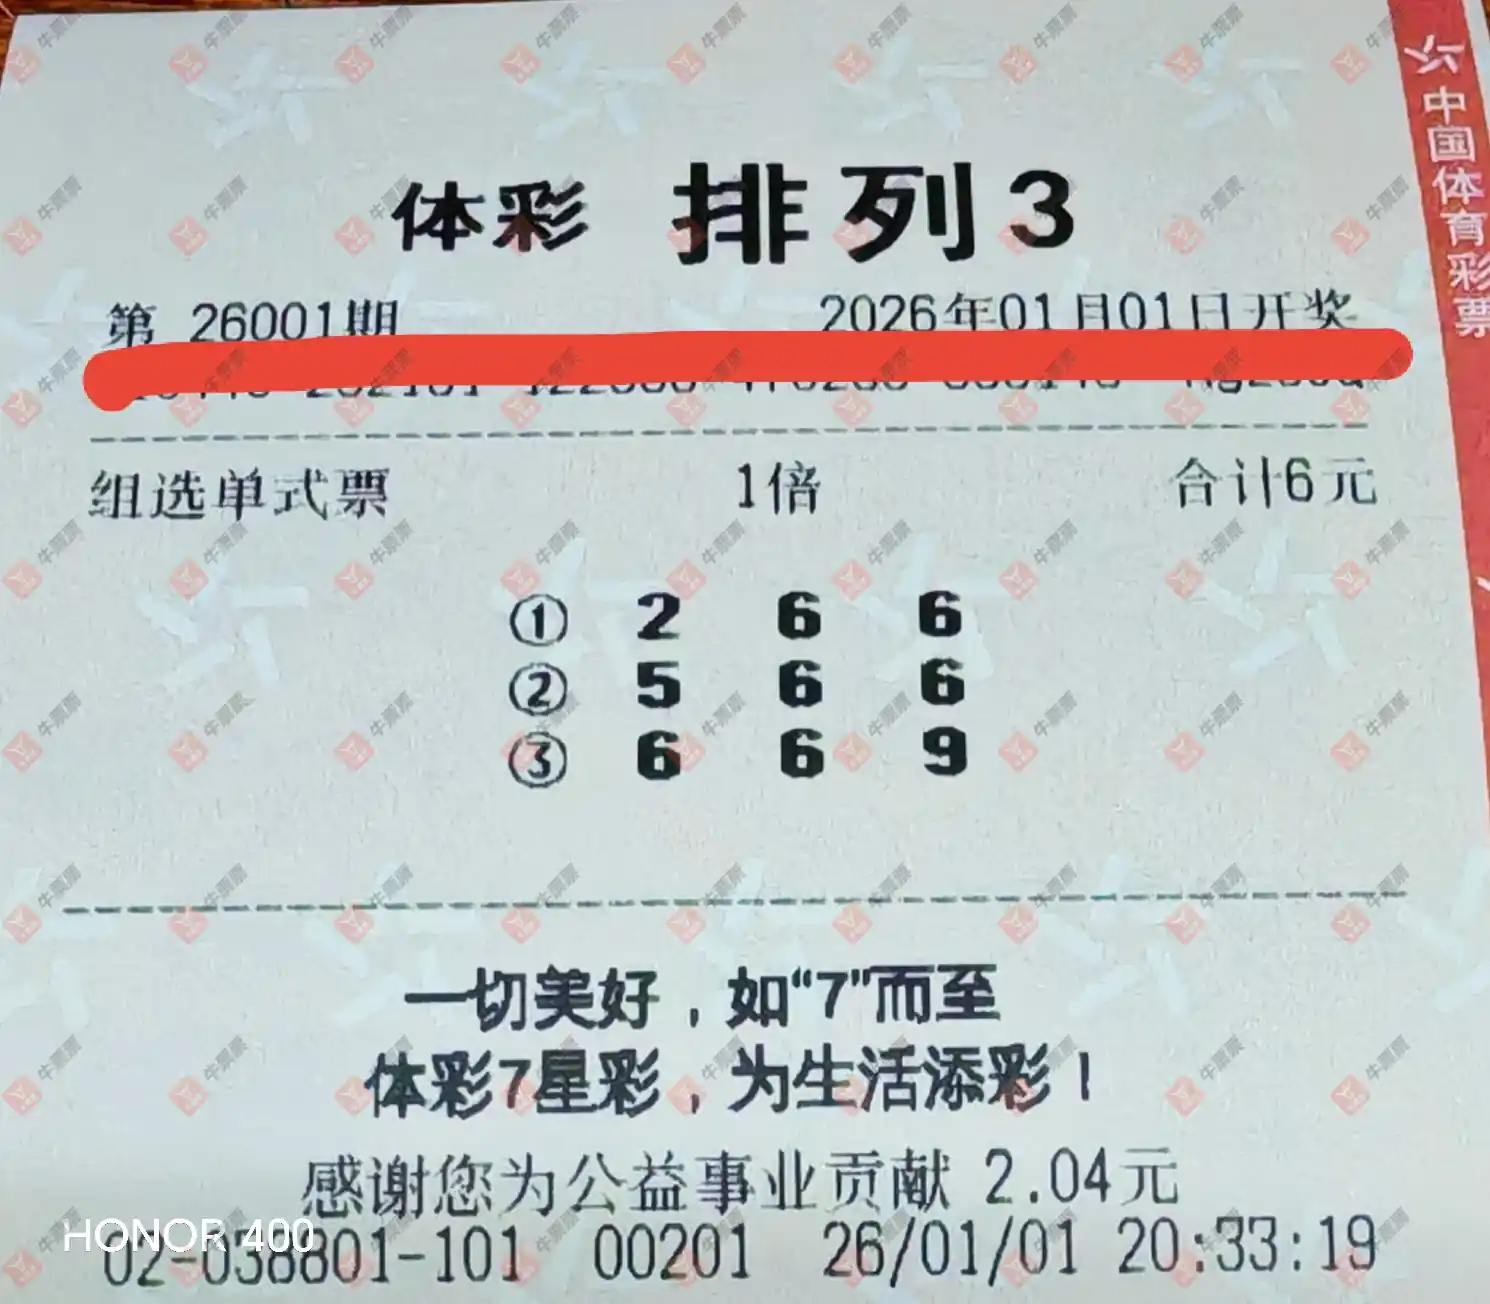 中国体育彩票
体彩 排列3
第 26001期 2026年01月01日开奖
组选单式票 1倍 合计6元
① 2 6 6
② 5 6 6
③ 6 6 9
一切美好，如“7”而至
体彩7星彩，为生活添彩！
感谢您为公益事业贡献 2.04元
HONOR 400
02-038801-101 00201 26/01/01 20:33:19
牛票票